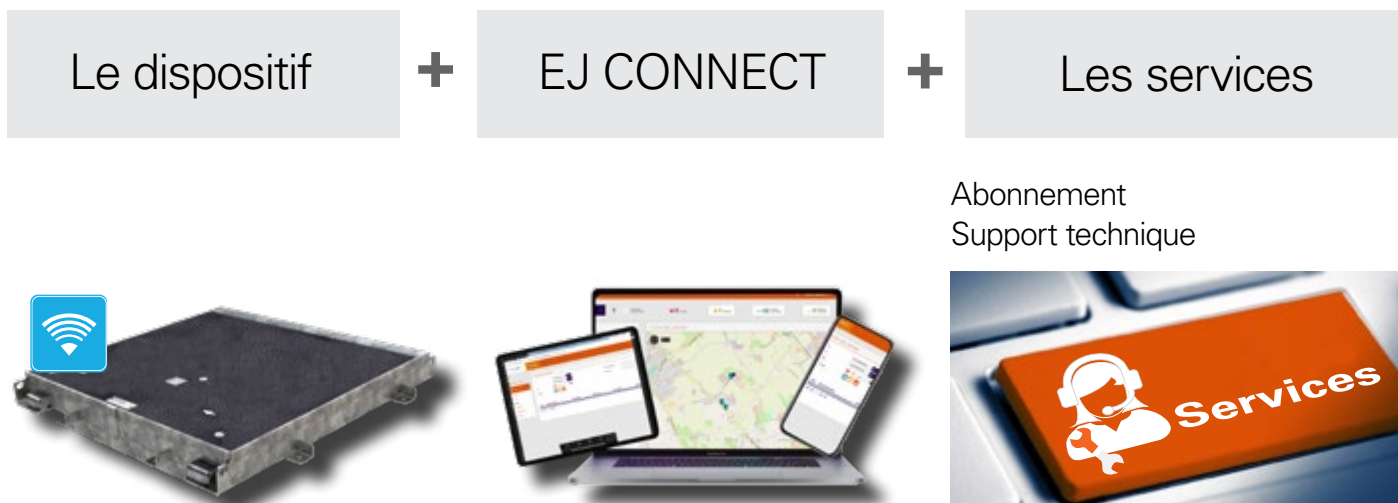 Le dispositif
+
EJ CONNECT
+
Les services
Abonnement
Support technique
Services